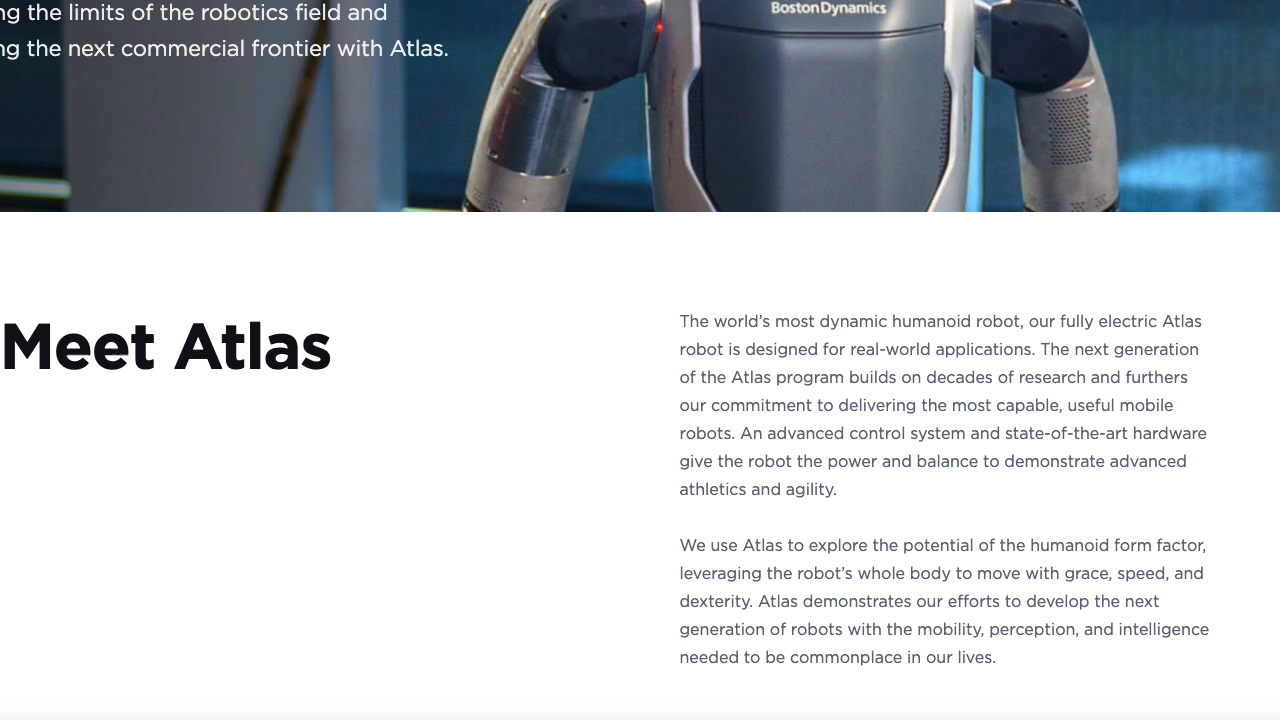 ng the limits of the robotics field and
ng the next commercial frontier with Atlas.
BostonDynamics
Meet Atlas
The world’s most dynamic humanoid robot, our fully electric Atlas
robot is designed for real-world applications. The next generation
of the Atlas program builds on decades of research and furthers
our commitment to delivering the most capable, useful mobile
robots. An advanced control system and state-of-the-art hardware
give the robot the power and balance to demonstrate advanced
athletics and agility.
We use Atlas to explore the potential of the humanoid form factor,
leveraging the robot’s whole body to move with grace, speed, and
dexterity. Atlas demonstrates our efforts to develop the next
generation of robots with the mobility, perception, and intelligence
needed to be commonplace in our lives.